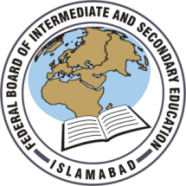 FEDERAL BOARD OF INTERMEDIATE AND SECONDARY EDUCATION
ISLAMABAD